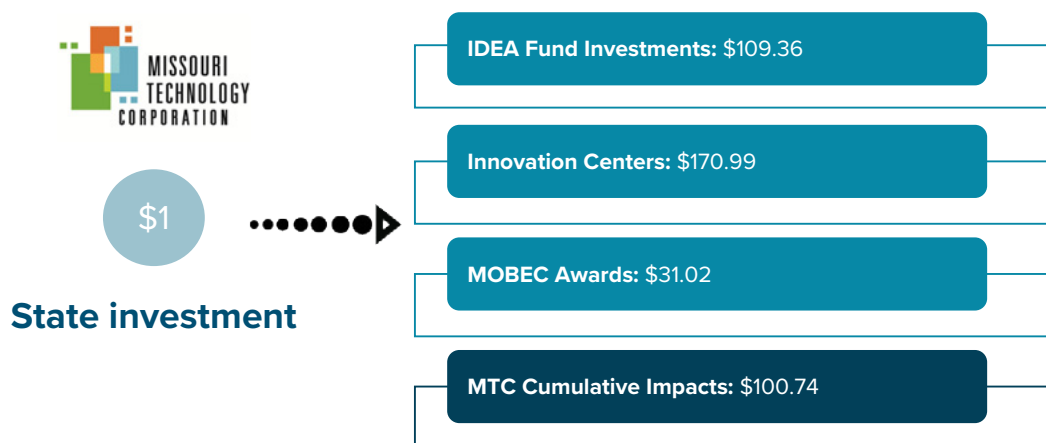 MISSOURI
TECHNOLOGY
CORPORATION
$1
State investment
IDEA Fund Investments: $109.36
Innovation Centers: $170.99
MOBEC Awards: $31.02
MTC Cumulative Impacts: $100.74